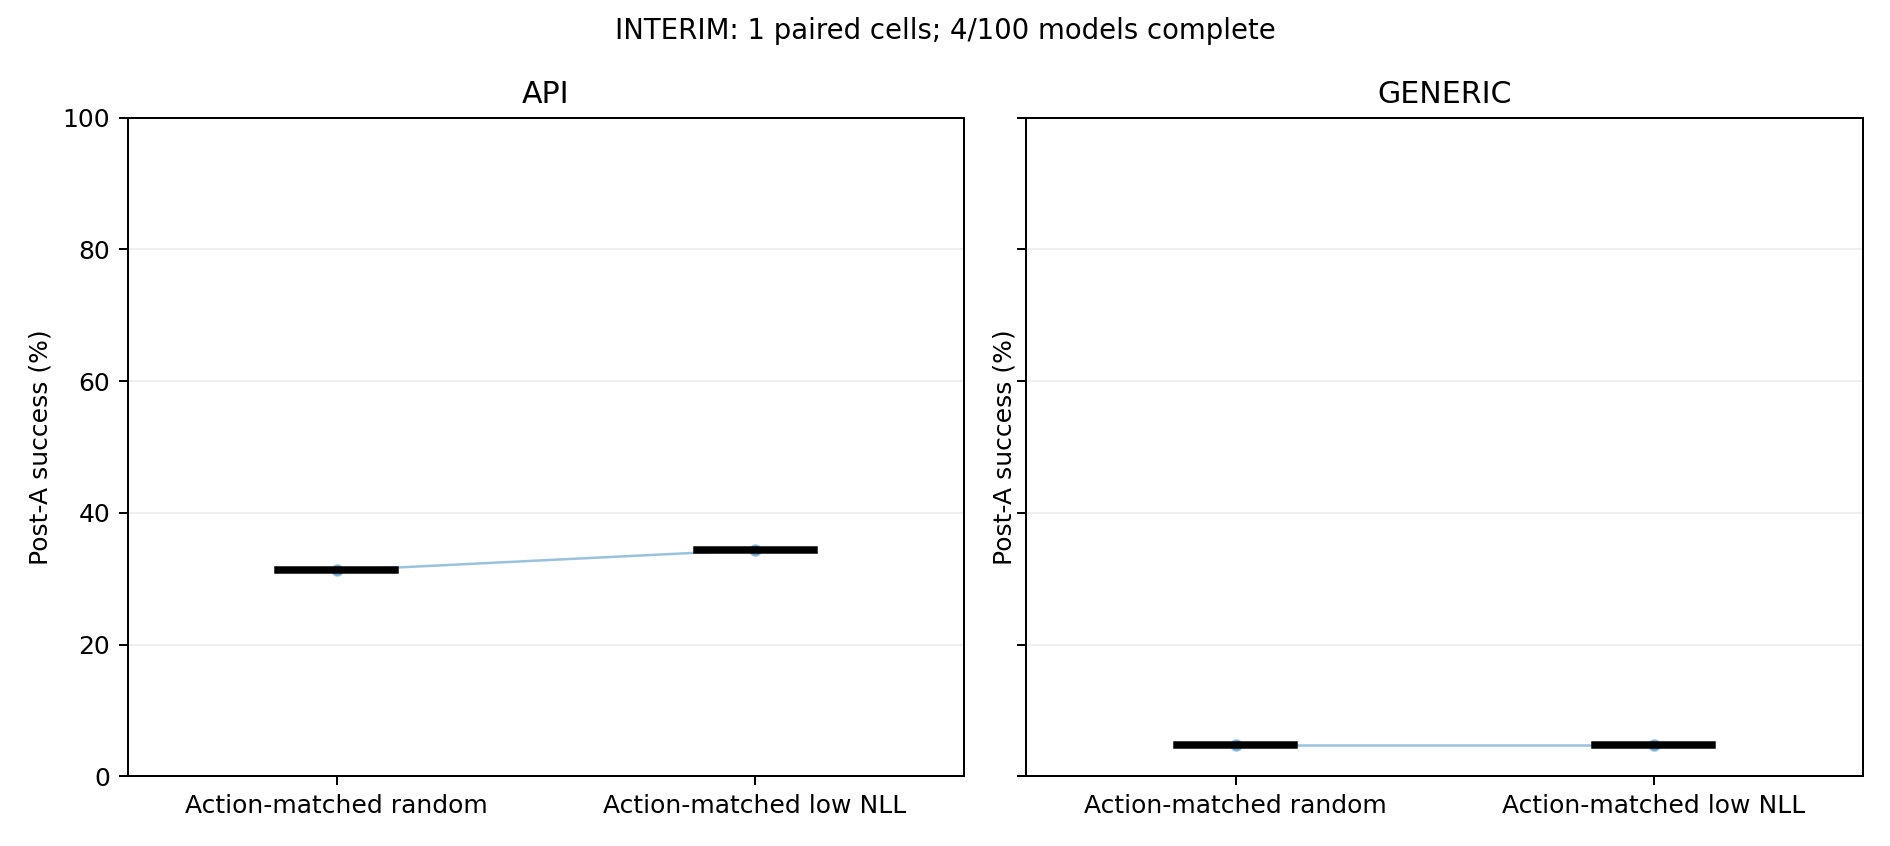 INTERIM: 1 paired cells; 4/100 models complete
API
GENERIC
Post-A success (%)
100
80
60
40
20
0
Action-matched random
Action-matched low NLL
Post-A success (%)
Action-matched random
Action-matched low NLL